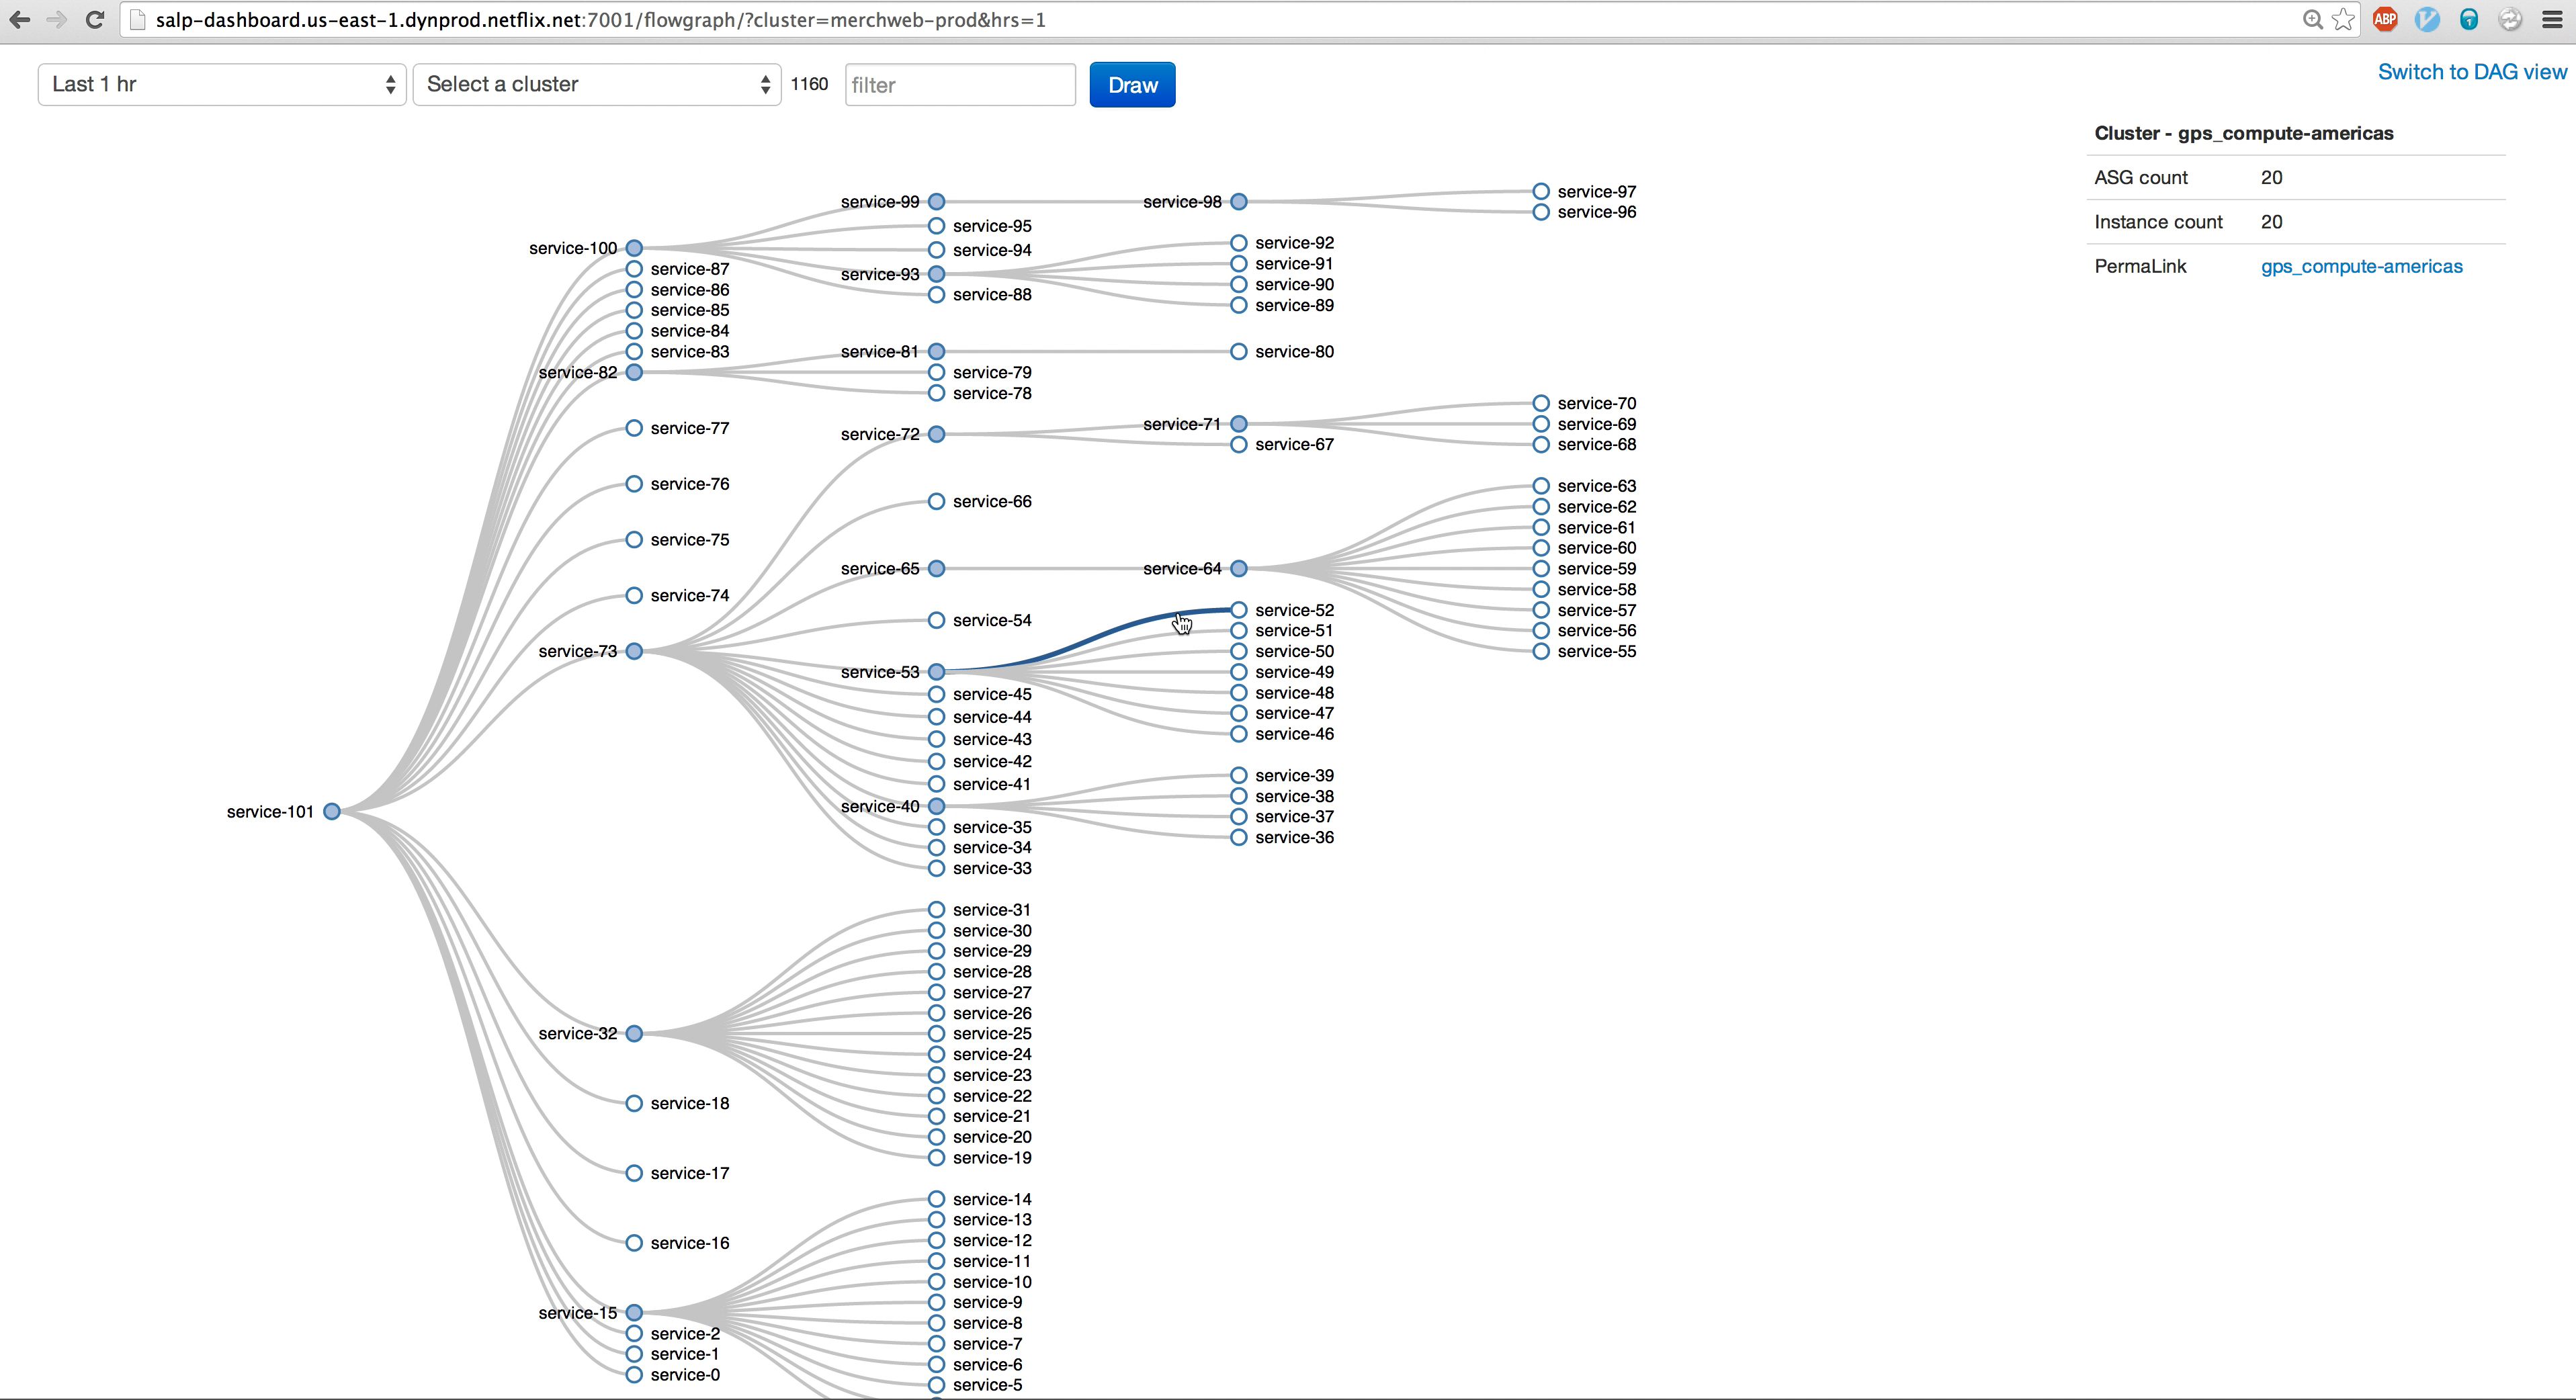 salp-dashboard.us-east-1.dynprod.netflix.net:7001/flowgraph/?cluster=merchweb-prod&hrs=1
ABP
Last 1 hr
Select a cluster
1160
filter
Draw
Switch to DAG view
Cluster - gps_compute-americas
ASG count 20
Instance count 20
PermaLink gps_compute-americas
service-101
service-100
service-87
service-86
service-85
service-84
service-83
service-82
service-77
service-76
service-75
service-74
service-73
service-32
service-18
service-17
service-16
service-15
service-2
service-1
service-0
service-99
service-95
service-94
service-93
service-88
service-81
service-79
service-78
service-72
service-66
service-65
service-54
service-53
service-45
service-44
service-43
service-42
service-41
service-40
service-35
service-34
service-33
service-31
service-30
service-29
service-28
service-27
service-26
service-25
service-24
service-23
service-22
service-21
service-20
service-19
service-14
service-13
service-12
service-11
service-10
service-9
service-8
service-7
service-6
service-5
service-98
service-92
service-91
service-90
service-89
service-80
service-71
service-67
service-64
service-52
service-51
service-50
service-49
service-48
service-47
service-46
service-39
service-38
service-37
service-36
service-97
service-96
service-70
service-69
service-68
service-63
service-62
service-61
service-60
service-59
service-58
service-57
service-56
service-55